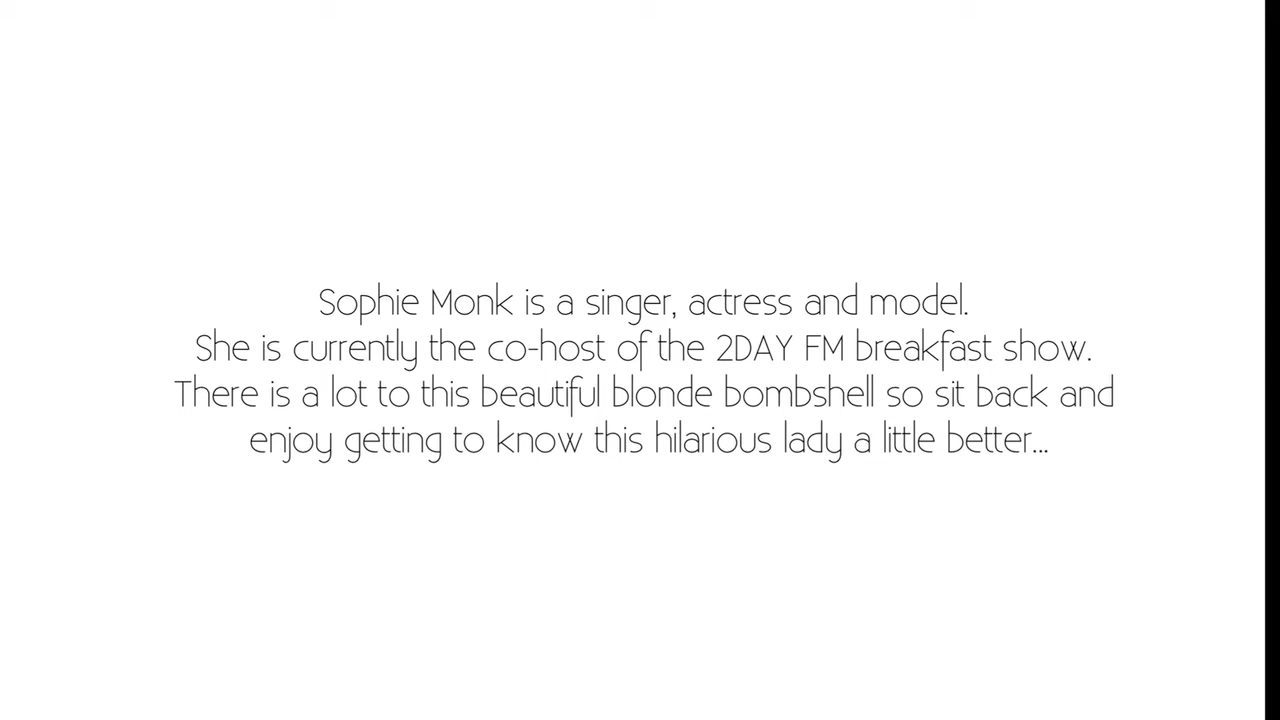 Sophie Monk is a singer, actress and model.
She is currently the co-host of the 2DAY FM breakfast show.
There is a lot to this beautiful blonde bombshell so sit back and
enjoy getting to know this hilarious lady a little better...